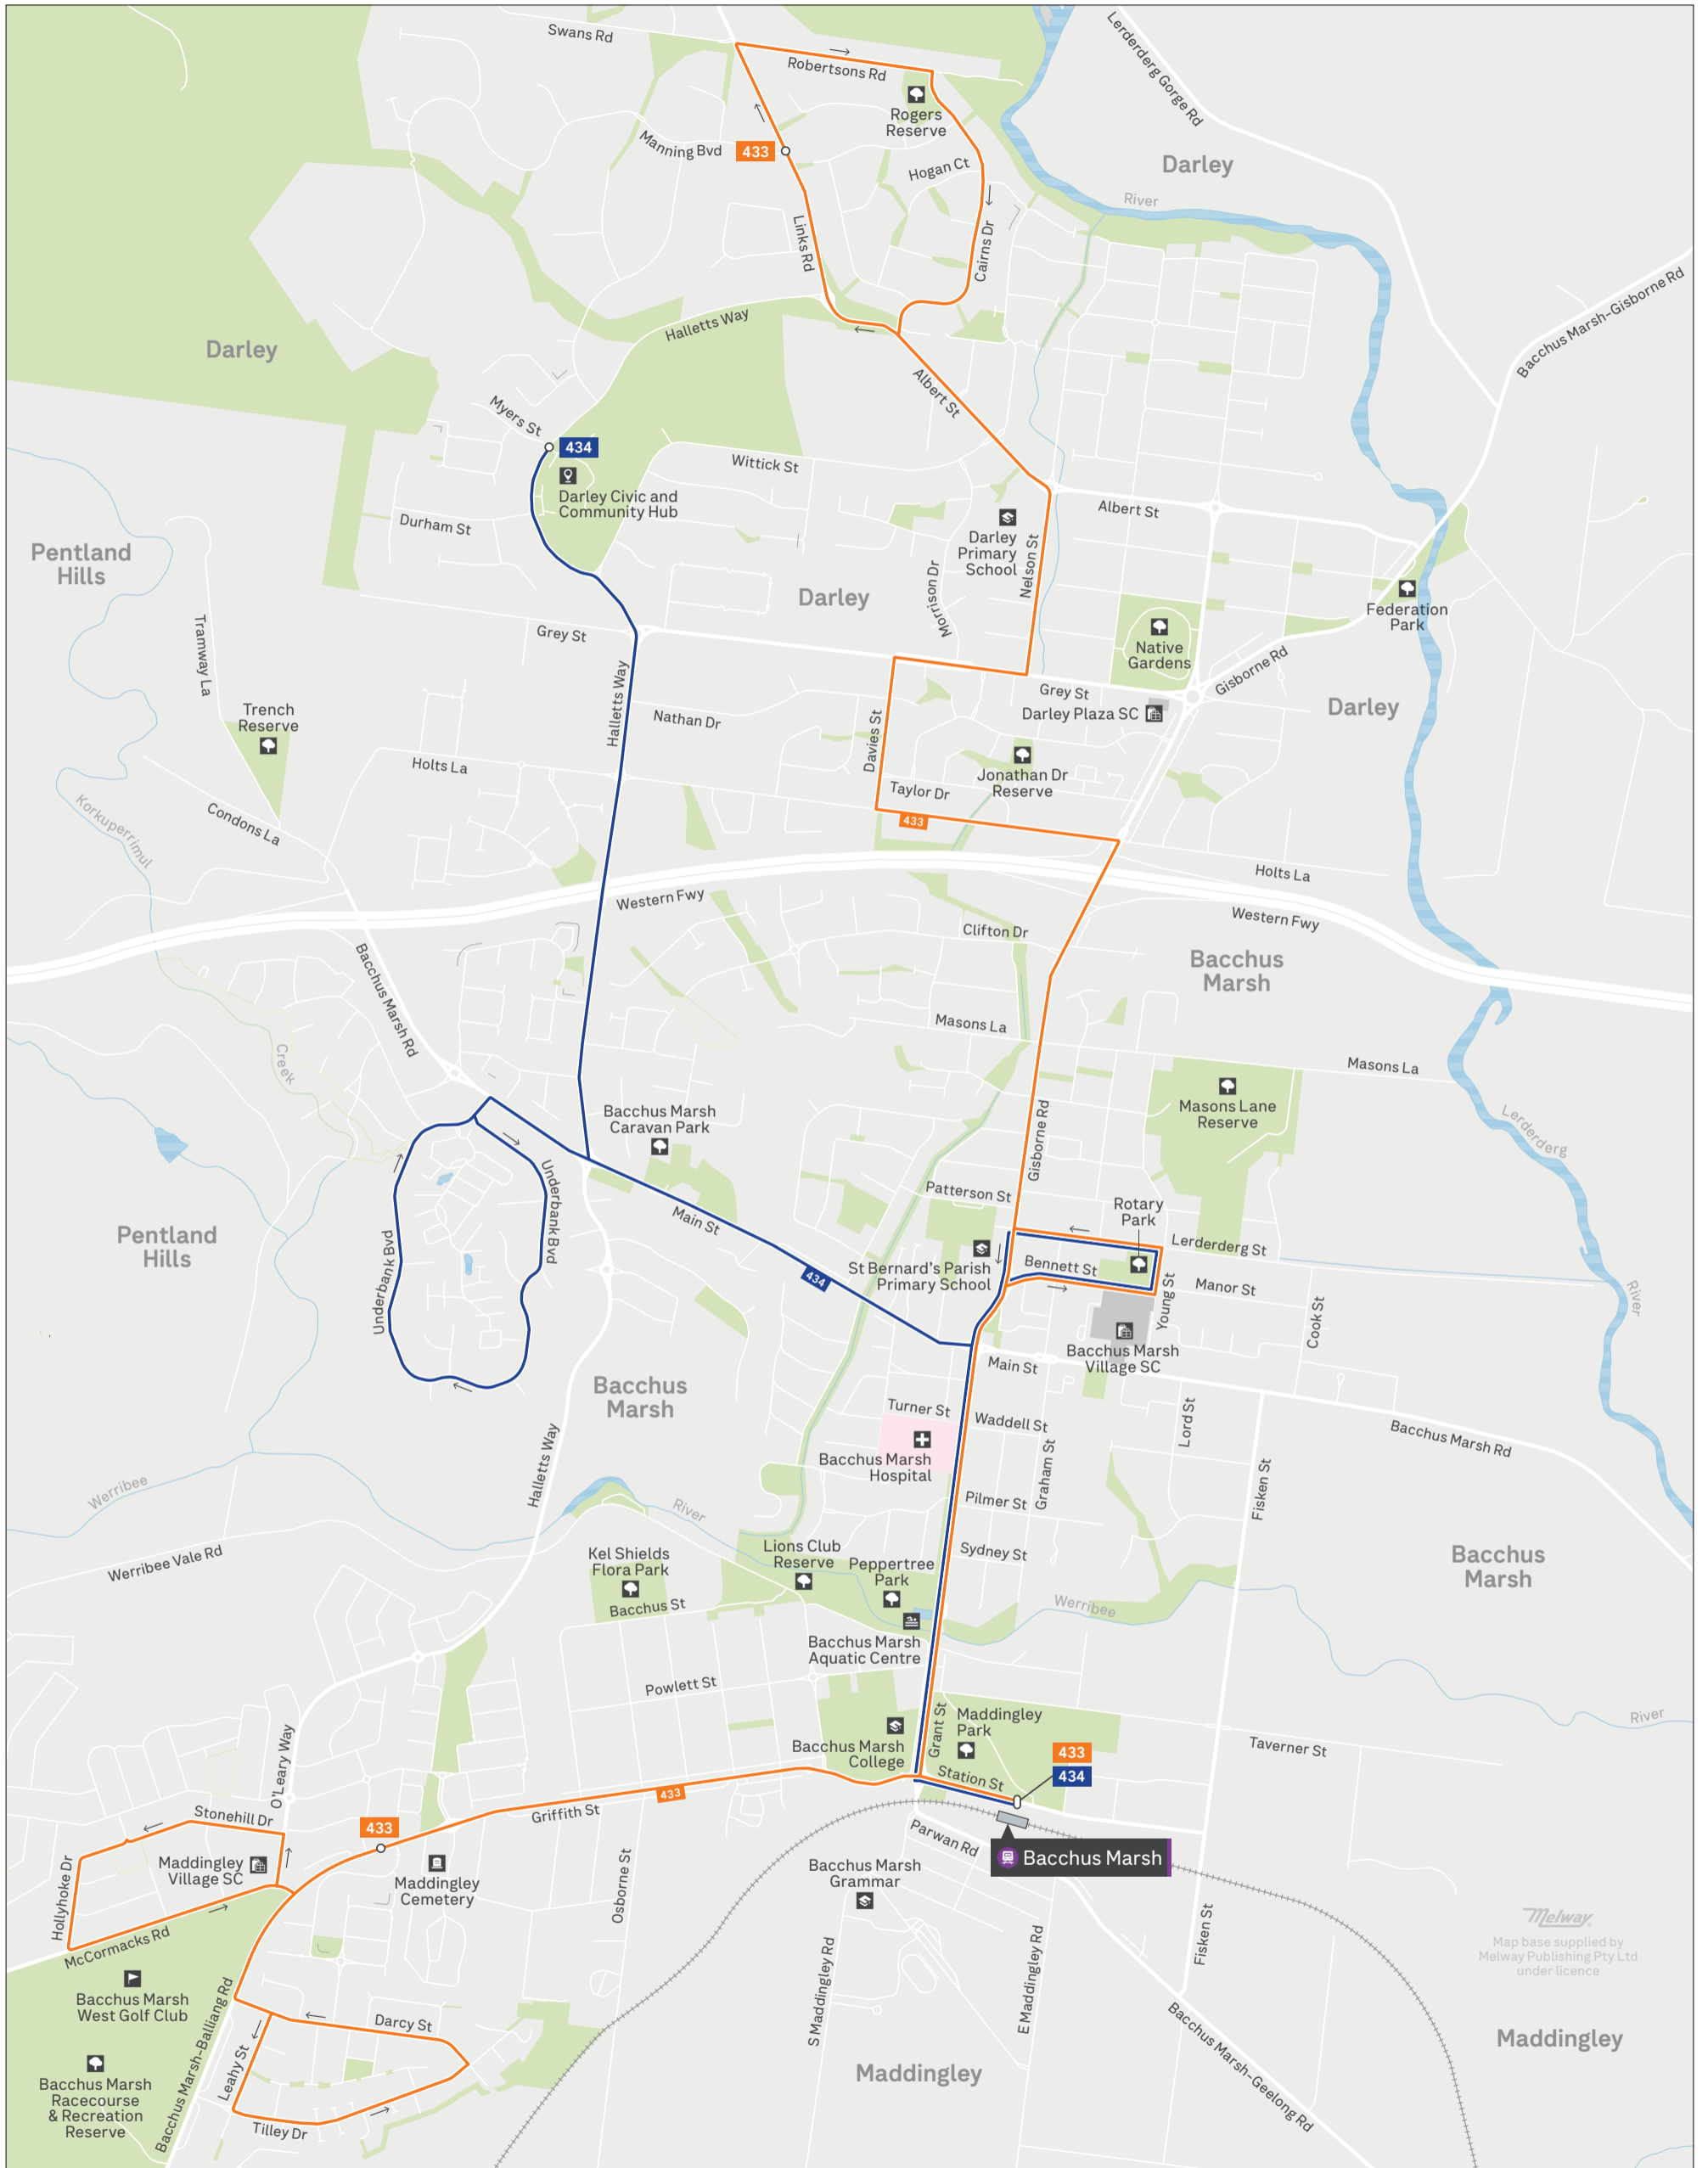 Swans Rd
Robertsons Rd
Lerderderg Gorge Rd
Rogers
Reserve
Manning Bvd
433
Hogan Ct
Darley
River
Links Rd
Cairns Dr
Bacchus Marsh-Gisborne Rd
Halletts Way
Darley
Albert St
Myers St
434
Wittick St
Darley Civic and
Community Hub
Durham St
Albert St
Darley
Primary
School
Nelson St
Pentland
Hills
Morrison Dr
Darley
Federation
Park
Native
Gardens
Grey St
Tramway La
Halletts Way
Gisborne Rd
Grey St
Trench
Reserve
Nathan Dr
Darley Plaza SC
Darley
Davies St
Holts La
Jonathan Dr
Reserve
Taylor Dr
Korkuperrimul
Condons La
433
Holts La
Western Fwy
Western Fwy
Clifton Dr
Bacchus Marsh Rd
Bacchus
Marsh
Masons La
Creek
Masons La
Bacchus Marsh
Caravan Park
Masons Lane
Reserve
Lerderderg
Gisborne Rd
Underbank Bvd
Patterson St
Rotary
Park
Pentland
Hills
Main St
Lerderderg St
Underbank Bvd
St Bernard's Parish
Primary School
Bennett St
434
Manor St
Young St
River
Cook St
Bacchus Marsh
Village SC
Main St
Bacchus
Marsh
Turner St
Waddell St
Lord St
Bacchus Marsh Rd
Bacchus Marsh
Hospital
Graham St
Halletts Way
Fisken St
Werribee
Pilmer St
River
Sydney St
Werribee Vale Rd
Kel Shields
Flora Park
Lions Club
Reserve
Peppertree
Park
Bacchus
Marsh
Bacchus St
Werribee
Bacchus Marsh
Aquatic Centre
Powlett St
Grant St
Maddingley
Park
River
Bacchus Marsh
College
Taverner St
433
434
Station St
O'Leary Way
433
Griffith St
Stonehill Dr
433
Parwan Rd
Bacchus Marsh
Maddingley
Village SC
Maddingley
Cemetery
Bacchus Marsh
Grammar
Hollyhoke Dr
Osborne St
McCormacks Rd
S Maddingley Rd
E Maddingley Rd
Fisken St
Melway
Map base supplied by
Melway Publishing Pty Ltd
under licence
Bacchus Marsh
West Golf Club
Bacchus Marsh-Balliang Rd
Darcy St
Bacchus Marsh-Geelong Rd
Maddingley
Leahy St
Maddingley
Bacchus Marsh
Racecourse
& Recreation
Reserve
Tilley Dr